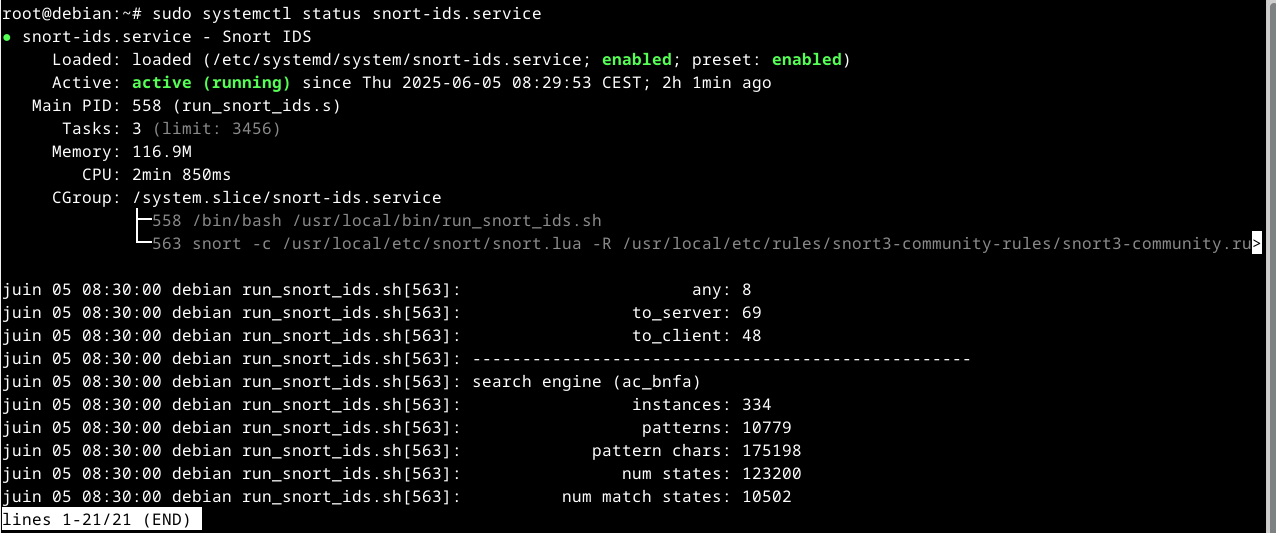 root@debian:~# sudo systemctl status snort-ids.service
● snort-ids.service - Snort IDS
     Loaded: loaded (/etc/systemd/system/snort-ids.service; enabled; preset: enabled)
     Active: active (running) since Thu 2025-06-05 08:29:53 CEST; 2h 1min ago
   Main PID: 558 (run_snort_ids.s)
      Tasks: 3 (limit: 3456)
     Memory: 116.9M
        CPU: 2min 850ms
     CGroup: /system.slice/snort-ids.service
             ├─558 /bin/bash /usr/local/bin/run_snort_ids.sh
             └─563 snort -c /usr/local/etc/snort/snort.lua -R /usr/local/etc/rules/snort3-community-rules/snort3-community.ru>

juin 05 08:30:00 debian run_snort_ids.sh[563]:                       any: 8
juin 05 08:30:00 debian run_snort_ids.sh[563]:                 to_server: 69
juin 05 08:30:00 debian run_snort_ids.sh[563]:                 to_client: 48
juin 05 08:30:00 debian run_snort_ids.sh[563]: --------------------------------------------------
juin 05 08:30:00 debian run_snort_ids.sh[563]: search engine (ac_bnfa)
juin 05 08:30:00 debian run_snort_ids.sh[563]:                 instances: 334
juin 05 08:30:00 debian run_snort_ids.sh[563]:                  patterns: 10779
juin 05 08:30:00 debian run_snort_ids.sh[563]:             pattern chars: 175198
juin 05 08:30:00 debian run_snort_ids.sh[563]:                num states: 123200
juin 05 08:30:00 debian run_snort_ids.sh[563]:          num match states: 10502
lines 1-21/21 (END)